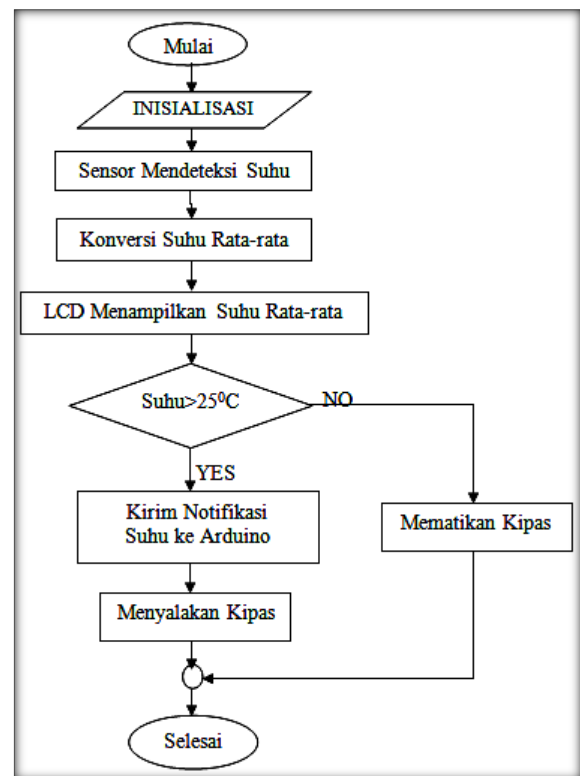 Mulai
INISIALISASI
Sensor Mendeteksi Suhu
Konversi Suhu Rata-rata
LCD Menampilkan Suhu Rata-rata
Suhu>25⁰C
NO
YES
Kirim Notifikasi
Suhu ke Arduino
Mematikan Kipas
Menyalakan Kipas
Selesai